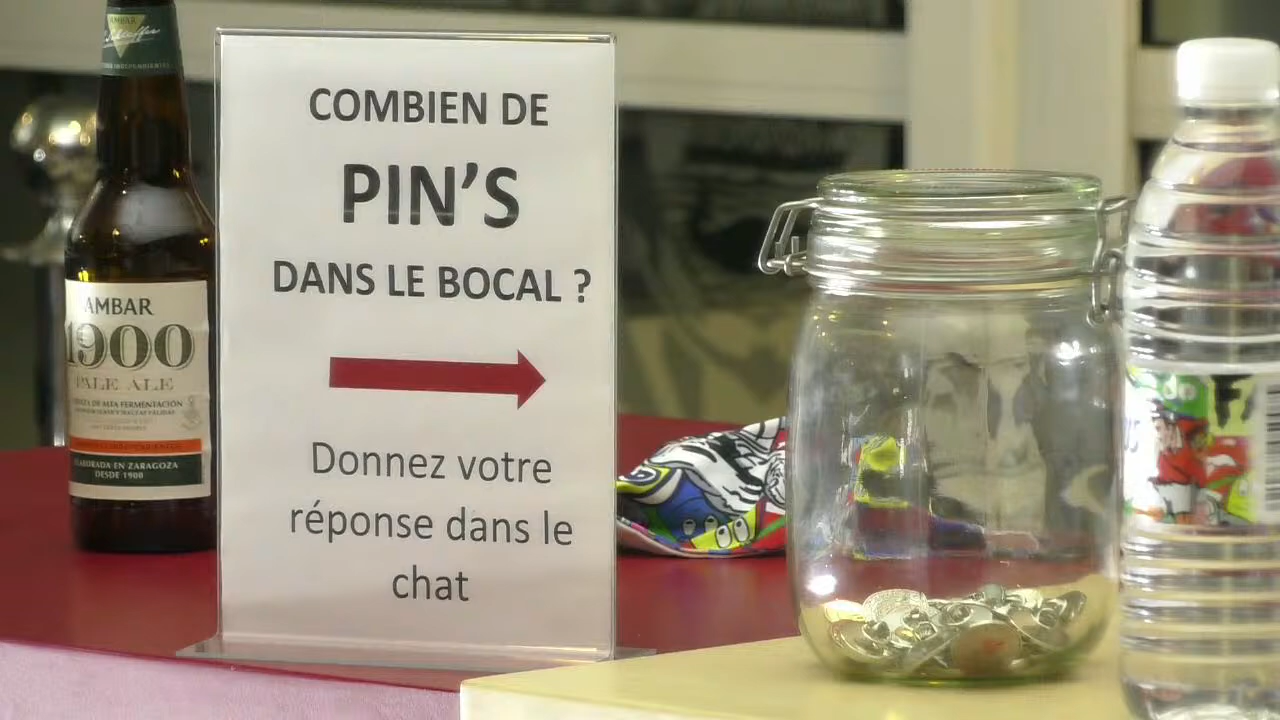 AMBAR
COMBIEN DE
PIN'S
DANS LE BOCAL ?
Donnez votre
réponse dans le
chat
AMBAR
1900
PALE ALE
ELABORADA EN ZARAGOZA
DESDE 1900